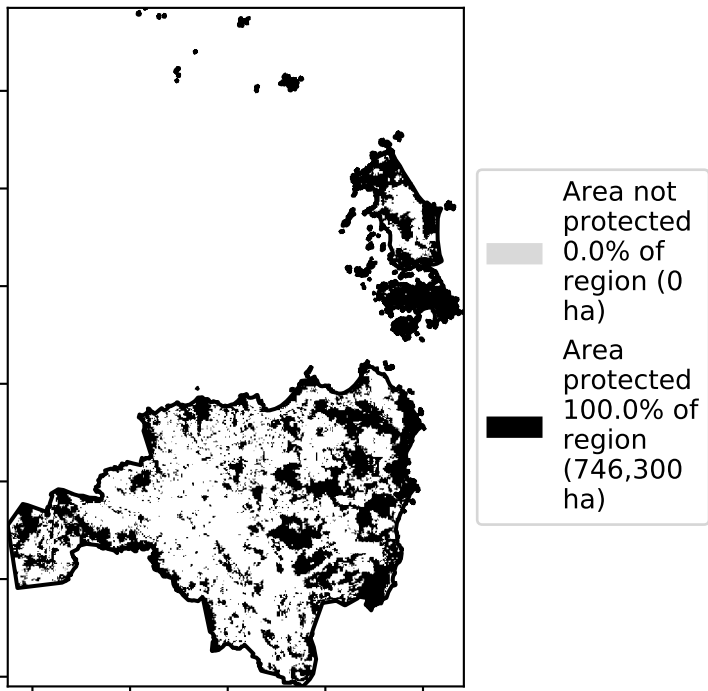 Area not
protected
0.0% of
region (0
ha)
Area
protected
100.0% of
region
(746,300
ha)